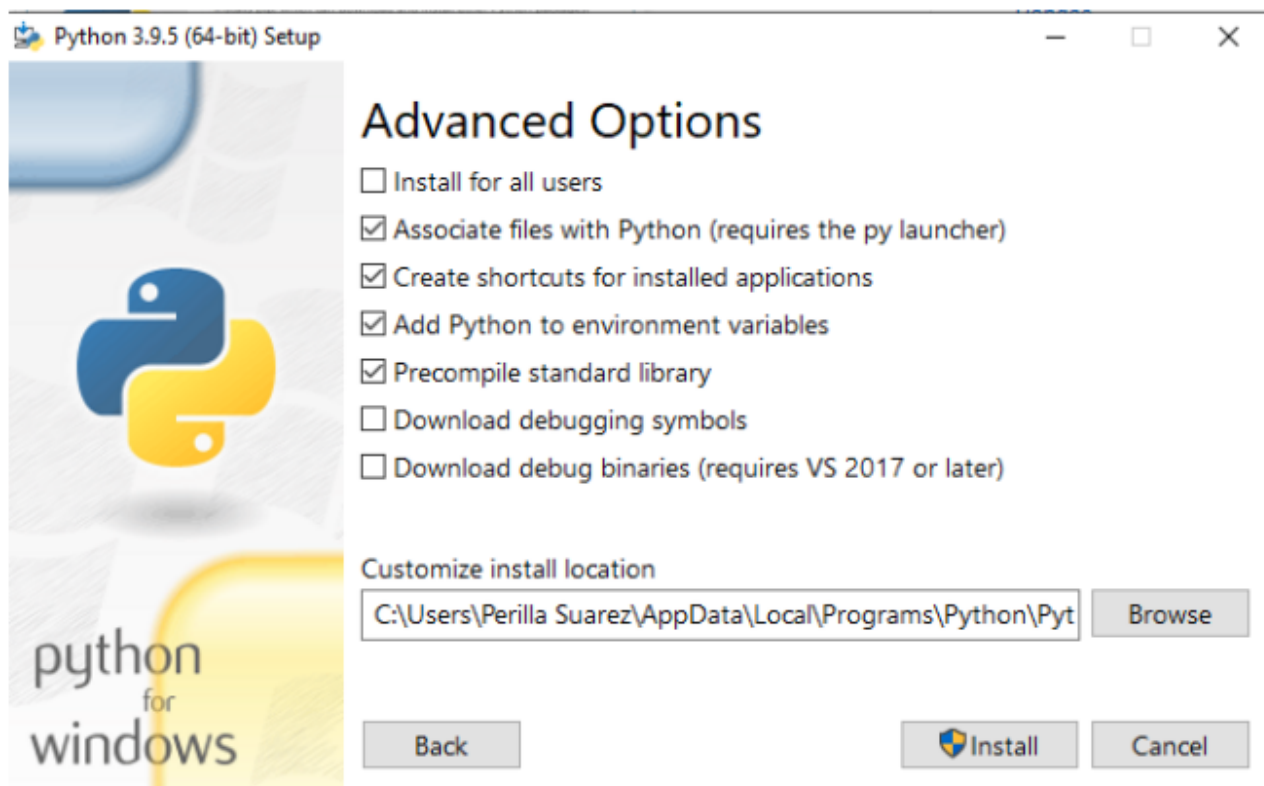 Python 3.9.5 (64-bit) Setup
Advanced Options
Install for all users
Associate files with Python (requires the py launcher)
Create shortcuts for installed applications
Add Python to environment variables
Precompile standard library
Download debugging symbols
Download debug binaries (requires VS 2017 or later)
Customize install location
C:\Users\Perilla Suarez\AppData\Local\Programs\Python\Pyt
Browse
python
for
windows
Back
Install
Cancel